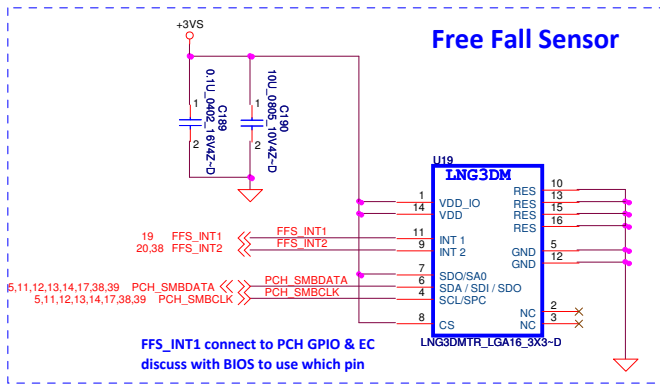 +3VS
Free Fall Sensor
1
2
0.1U_0402_16V4Z~D
C189
1
2
10U_0805_10V4Z~D
C190
U19
LNG3DM
1 VDD_IO
14 VDD
19 FFS_INT1 FFS_INT1 11 INT 1
20,38 FFS_INT2 FFS_INT2 9 INT 2
7 SDO/SA0
5,11,12,13,14,17,38,39 PCH_SMBDATA PCH_SMBDATA 6 SDA / SDI / SDO
5,11,12,13,14,17,38,39 PCH_SMBCLK PCH_SMBCLK 4 SCL/SPC
8 CS
RES 10
RES 13
RES 15
RES 16
GND 5
GND 12
NC 2
NC 3
LNG3DMTR_LGA16_3X3~D
FFS_INT1 connect to PCH GPIO & EC
discuss with BIOS to use which pin